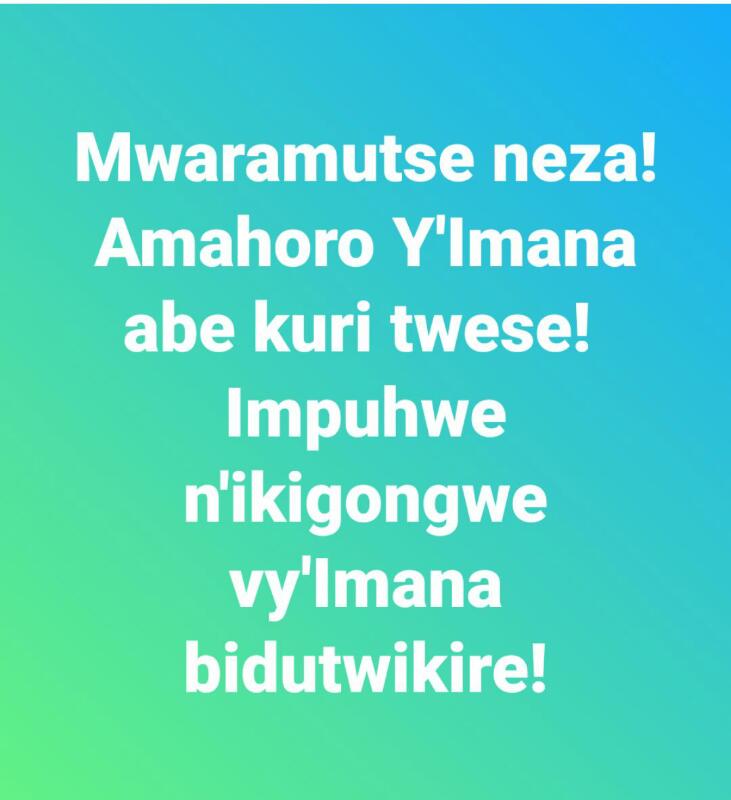 Mwaramutse neza!
Amahoro Y'Imana
abe kuri twese!
Impuhwe
n'ikigongwe
vy'Imana
bidutwikire!